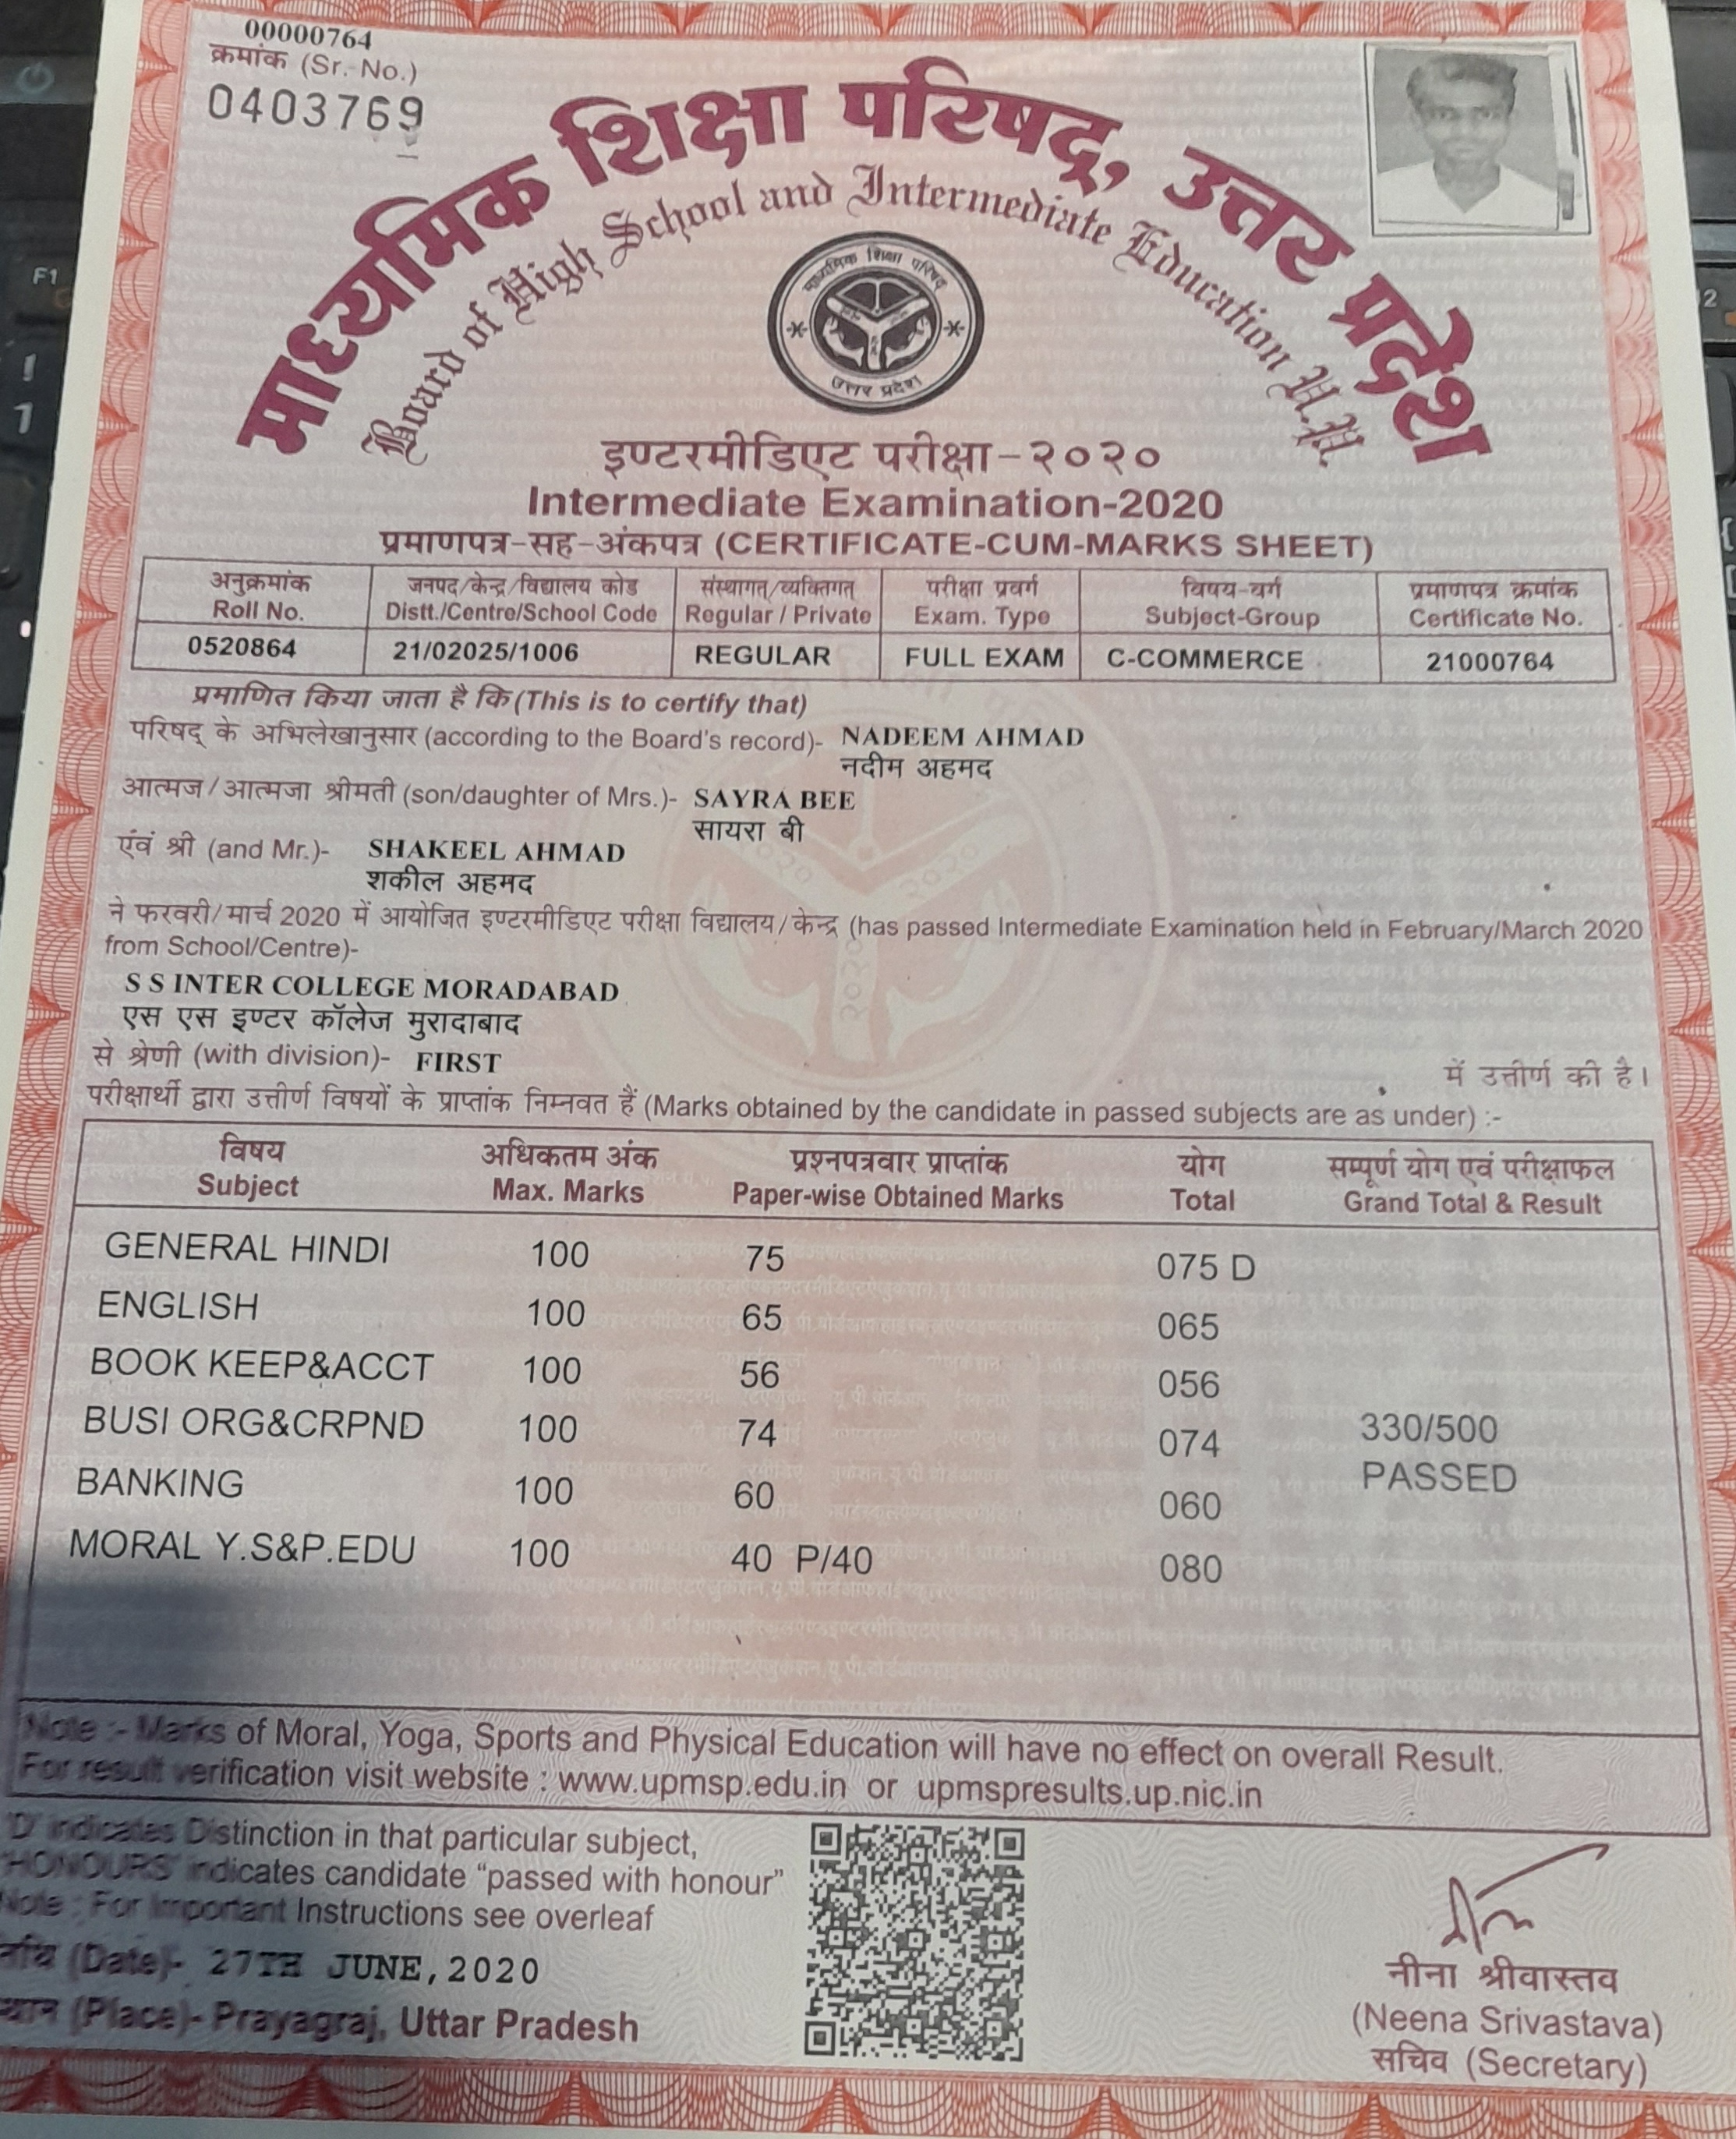 00000764
क्रमांक (Sr. No.)
0403769
माध्यमिक शिक्षा परिषद्, उत्तर प्रदेश
Board of High School and Intermediate Education U.P.
माध्यमिक शिक्षा परिषद
उत्तर प्रदेश
इण्टरमीडिएट परीक्षा-२०२०
Intermediate Examination-2020
प्रमाणपत्र-सह-अंकपत्र (CERTIFICATE-CUM-MARKS SHEET)
अनुक्रमांक जनपद/केन्द्र/विद्यालय कोड संस्थागत्/व्यक्तिगत् परीक्षा प्रवर्ग विषय-वर्ग प्रमाणपत्र क्रमांक
Roll No. Distt./Centre/School Code Regular / Private Exam. Type Subject-Group Certificate No.
0520864 21/02025/1006 REGULAR FULL EXAM C-COMMERCE 21000764
प्रमाणित किया जाता है कि (This is to certify that)
परिषद् के अभिलेखानुसार (according to the Board's record)- NADEEM AHMAD
नदीम अहमद
आत्मज/आत्मजा श्रीमती (son/daughter of Mrs.)- SAYRA BEE
सायरा बी
एंवं श्री (and Mr.)- SHAKEEL AHMAD
शकील अहमद
ने फरवरी/मार्च 2020 में आयोजित इण्टरमीडिएट परीक्षा विद्यालय/केन्द्र (has passed Intermediate Examination held in February/March 2020
from School/Centre)-
S S INTER COLLEGE MORADABAD
एस एस इण्टर कॉलेज मुरादाबाद
से श्रेणी (with division)- FIRST में उत्तीर्ण की है।
परीक्षार्थी द्वारा उत्तीर्ण विषयों के प्राप्तांक निम्नवत हैं (Marks obtained by the candidate in passed subjects are as under) :-
विषय अधिकतम अंक प्रश्नपत्रवार प्राप्तांक योग सम्पूर्ण योग एवं परीक्षाफल
Subject Max. Marks Paper-wise Obtained Marks Total Grand Total & Result
GENERAL HINDI 100 75 075 D
ENGLISH 100 65 065
BOOK KEEP&ACCT 100 56 056
BUSI ORG&CRPND 100 74 074 330/500
PASSED
BANKING 100 60 060
MORAL Y.S&P.EDU 100 40 P/40 080
Note :- Marks of Moral, Yoga, Sports and Physical Education will have no effect on overall Result.
For result verification visit website : www.upmsp.edu.in or upmspresults.up.nic.in
'D' indicates Distinction in that particular subject,
'HONOURS' indicates candidate “passed with honour”
Note : For Important Instructions see overleaf
(Date)- 27TH JUNE, 2020
(Place)- Prayagraj, Uttar Pradesh
नीना श्रीवास्तव
(Neena Srivastava)
सचिव (Secretary)
F1